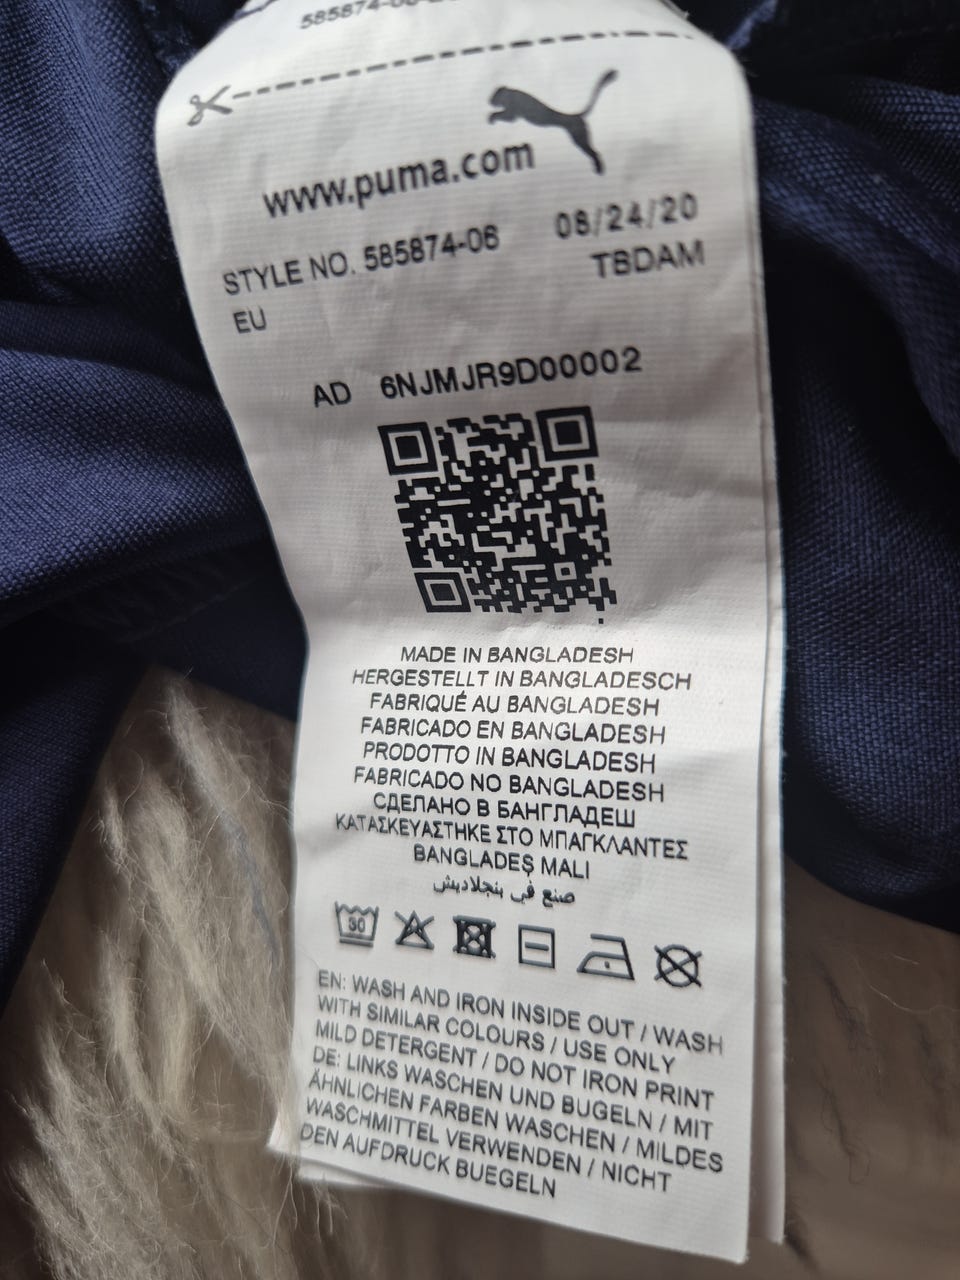 www.puma.com
STYLE NO. 585874-06 08/24/20
EU TBDAM
AD 6NJMJR9D00002
MADE IN BANGLADESH
HERGESTELLT IN BANGLADESCH
FABRIQUÉ AU BANGLADESH
FABRICADO EN BANGLADESH
PRODOTTO IN BANGLADESH
FABRICADO NO BANGLADESH
СДЕЛАНО В БАНГЛАДЕШ
ΚΑΤΑΣΚΕΥΑΣΤΗΚΕ ΣΤΟ ΜΠΑΓΚΛΑΝΤΕΣ
BANGLADEŞ MALI
صنع في بنجلاديش
30
EN: WASH AND IRON INSIDE OUT / WASH
WITH SIMILAR COLOURS / USE ONLY
MILD DETERGENT / DO NOT IRON PRINT
DE: LINKS WASCHEN UND BUGELN / MIT
ÄHNLICHEN FARBEN WASCHEN / MILDES
WASCHMITTEL VERWENDEN / NICHT
DEN AUFDRUCK BUEGELN